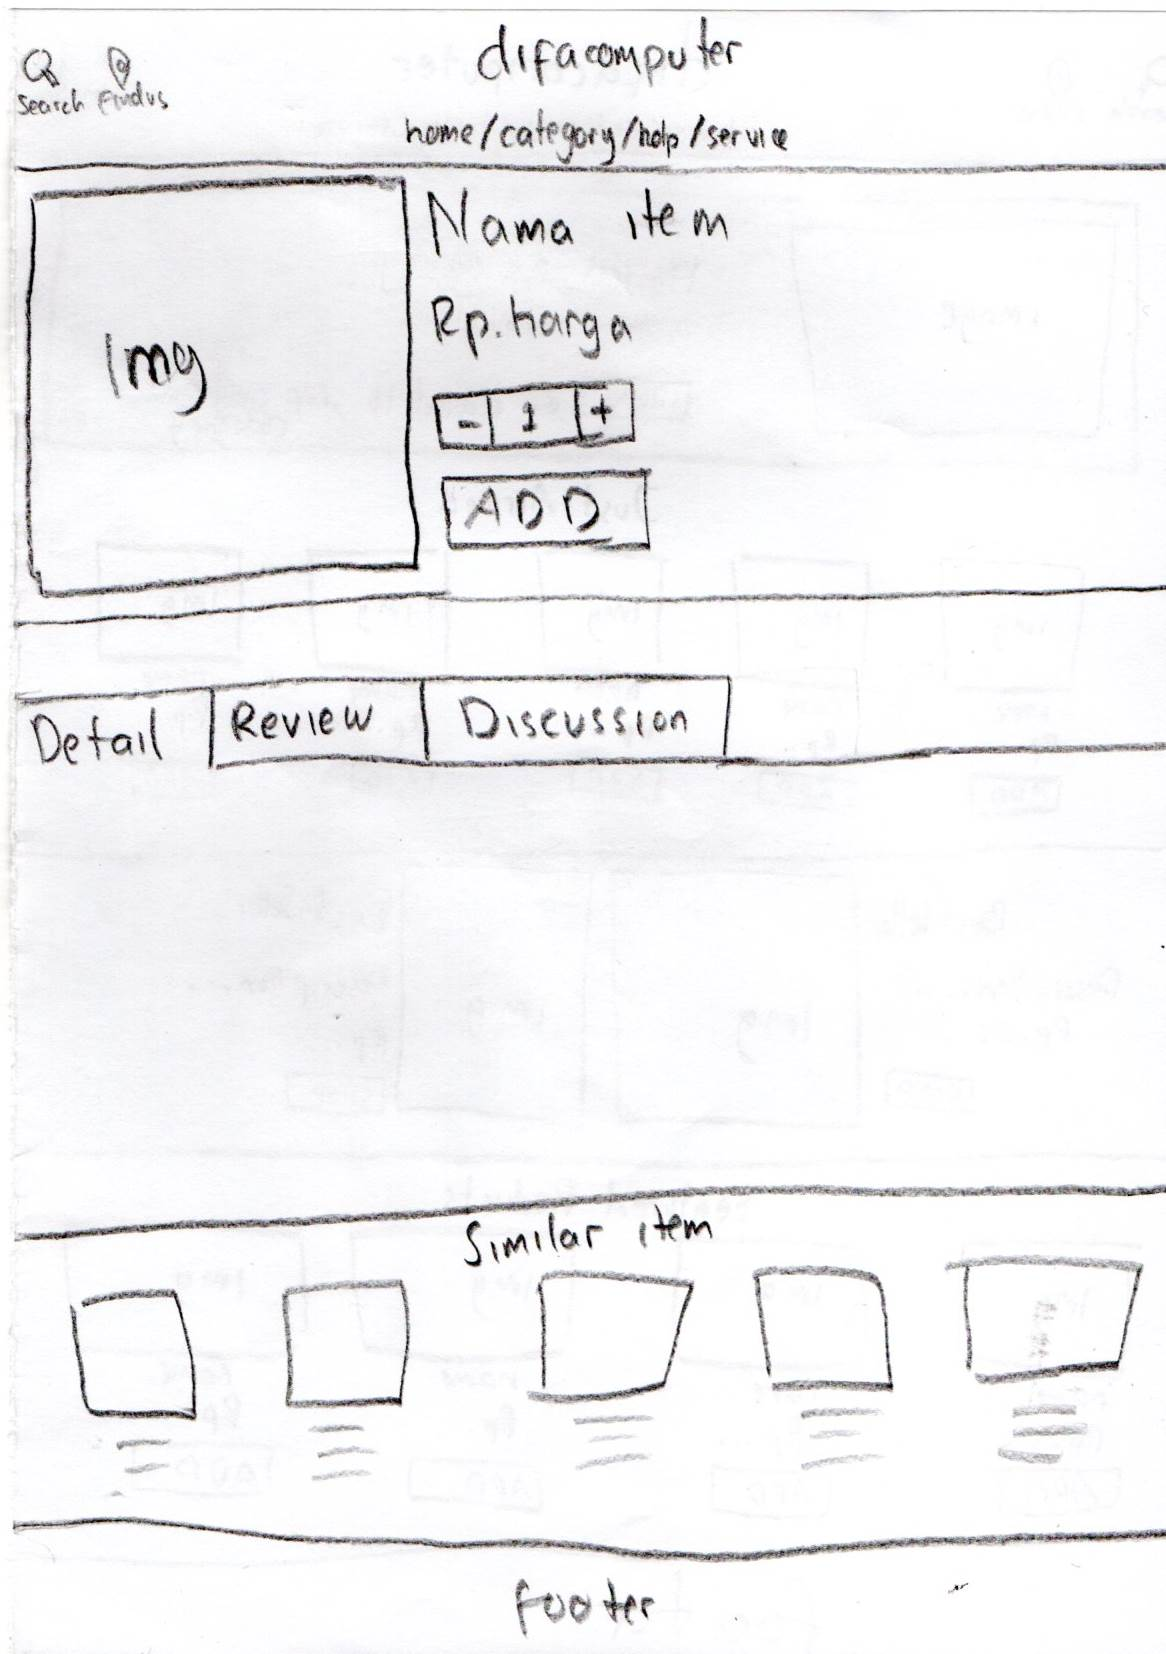 difacomputer
Search Findus
home/category/help/service
Img
Nama item
Rp. harga
- 1 +
ADD
Detail Review Discussion
Similar item
footer